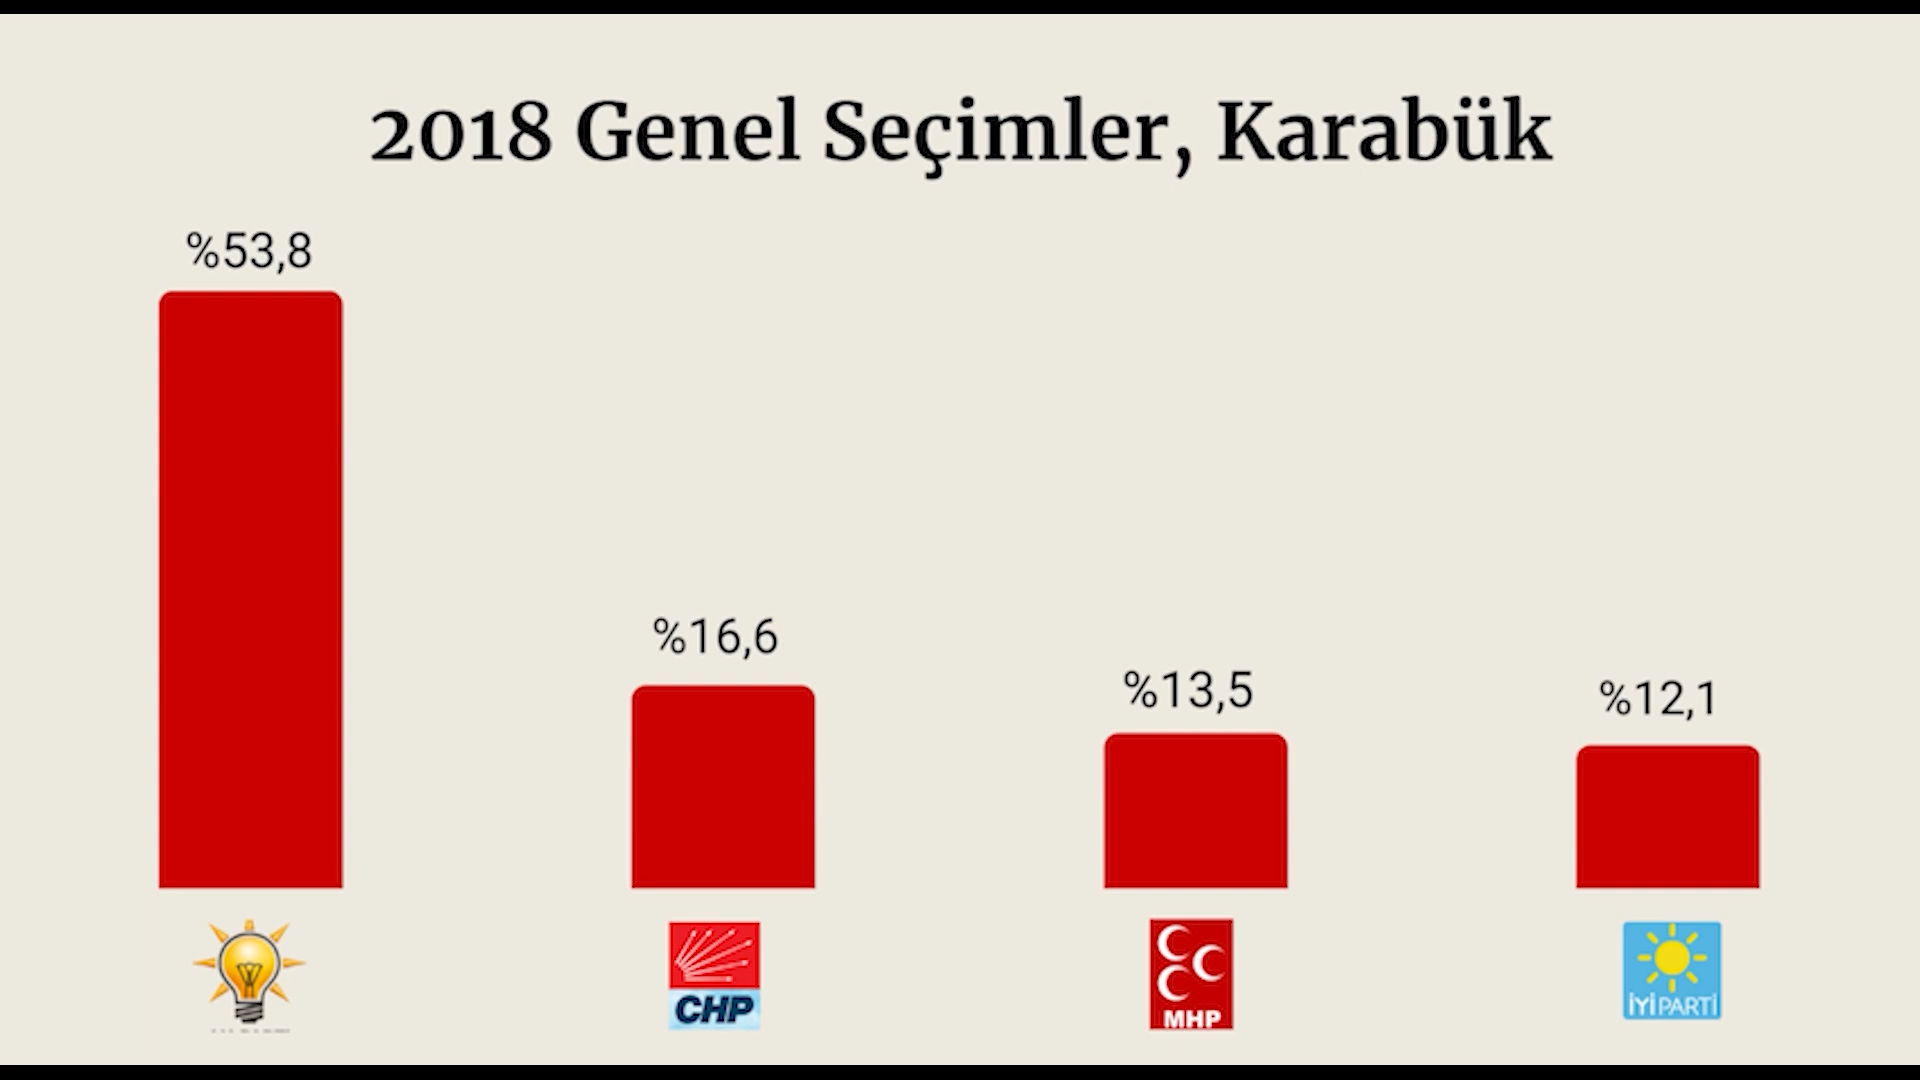 2018 Genel Seçimler, Karabük
%53,8
%16,6
%13,5
%12,1
CHP
MHP
İYİ PARTİ